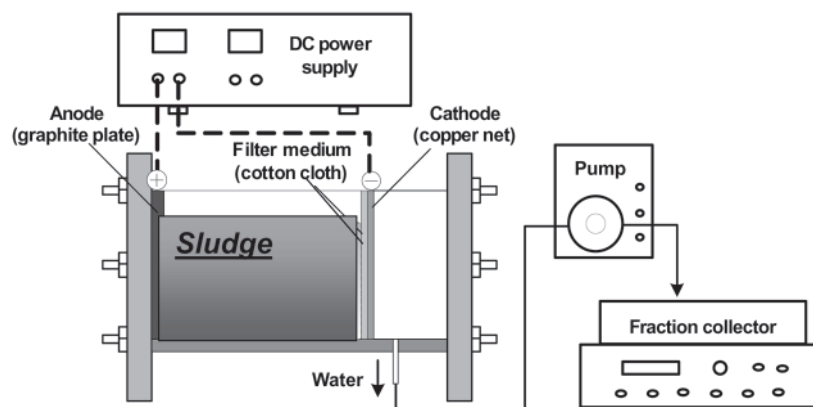 DC power
supply
Anode
(graphite plate)
Cathode
(copper net)
Filter medium
(cotton cloth)
+
−
Pump
Sludge
Fraction collector
Water